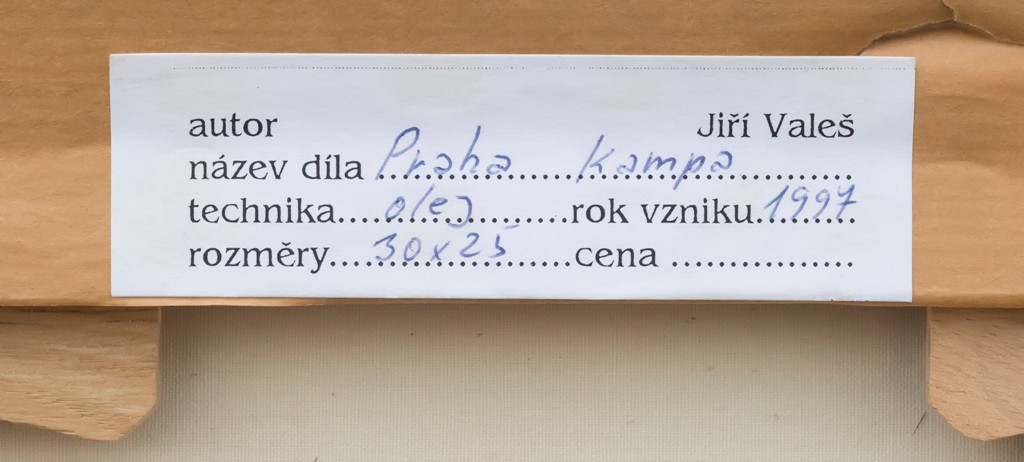 autor Jiří Valeš
název díla Praha Kampa
technika olej rok vzniku 1997
rozměry 30x25 cena